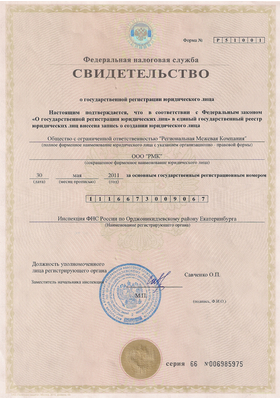 Форма № Р 5 1 0 0 1
Федеральная налоговая служба
СВИДЕТЕЛЬСТВО
о государственной регистрации юридического лица
Настоящим подтверждается, что в соответствии с Федеральным законом
«О государственной регистрации юридических лиц» в единый государственный реестр
юридических лиц внесена запись о создании юридического лица
Общество с ограниченной ответственностью "Региональная Межевая Компания"
(полное фирменное наименование юридического лица с указанием организационно - правовой формы)
ООО "РМК"
(сокращенное фирменное наименование юридического лица)
30 мая 2011 за основным государственным регистрационным номером
(дата) (месяц прописью) (год)
1 1 1 6 6 7 3 0 0 9 0 6 7
Инспекция ФНС России по Орджоникидзевскому району Екатеринбурга
(Наименование регистрирующего органа)
Должность уполномоченного
лица регистрирующего органа
Савченко О.П.
Заместитель начальника инспекции
(подпись, Ф.И.О.)
МП
серия 66 №006985975